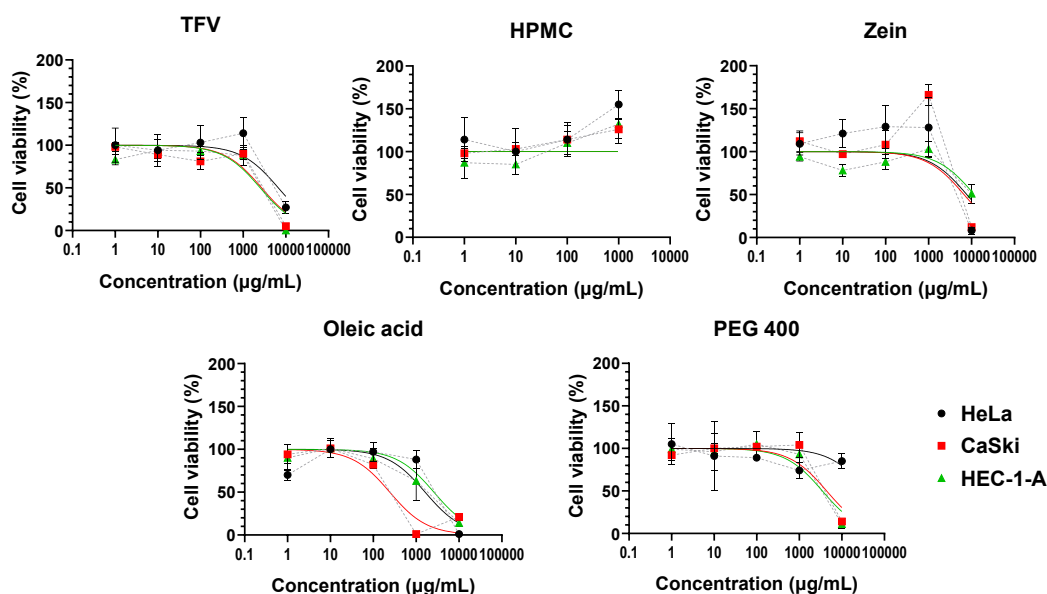 TFV
HPMC
Zein
Cell viability (%)
200
150
100
50
0
0.1 1 10 100 1000 10000 100000
Concentration (µg/mL)
Cell viability (%)
200
150
100
50
0
0.1 1 10 100 1000 10000
Concentration (µg/mL)
Cell viability (%)
200
150
100
50
0
0.1 1 10 100 1000 10000 100000
Concentration (µg/mL)
Oleic acid
PEG 400
Cell viability (%)
200
150
100
50
0
0.1 1 10 100 1000 10000 100000
Concentration (µg/mL)
Cell viability (%)
200
150
100
50
0
0.1 1 10 100 1000 10000 100000
Concentration (µg/mL)
HeLa
CaSki
HEC-1-A